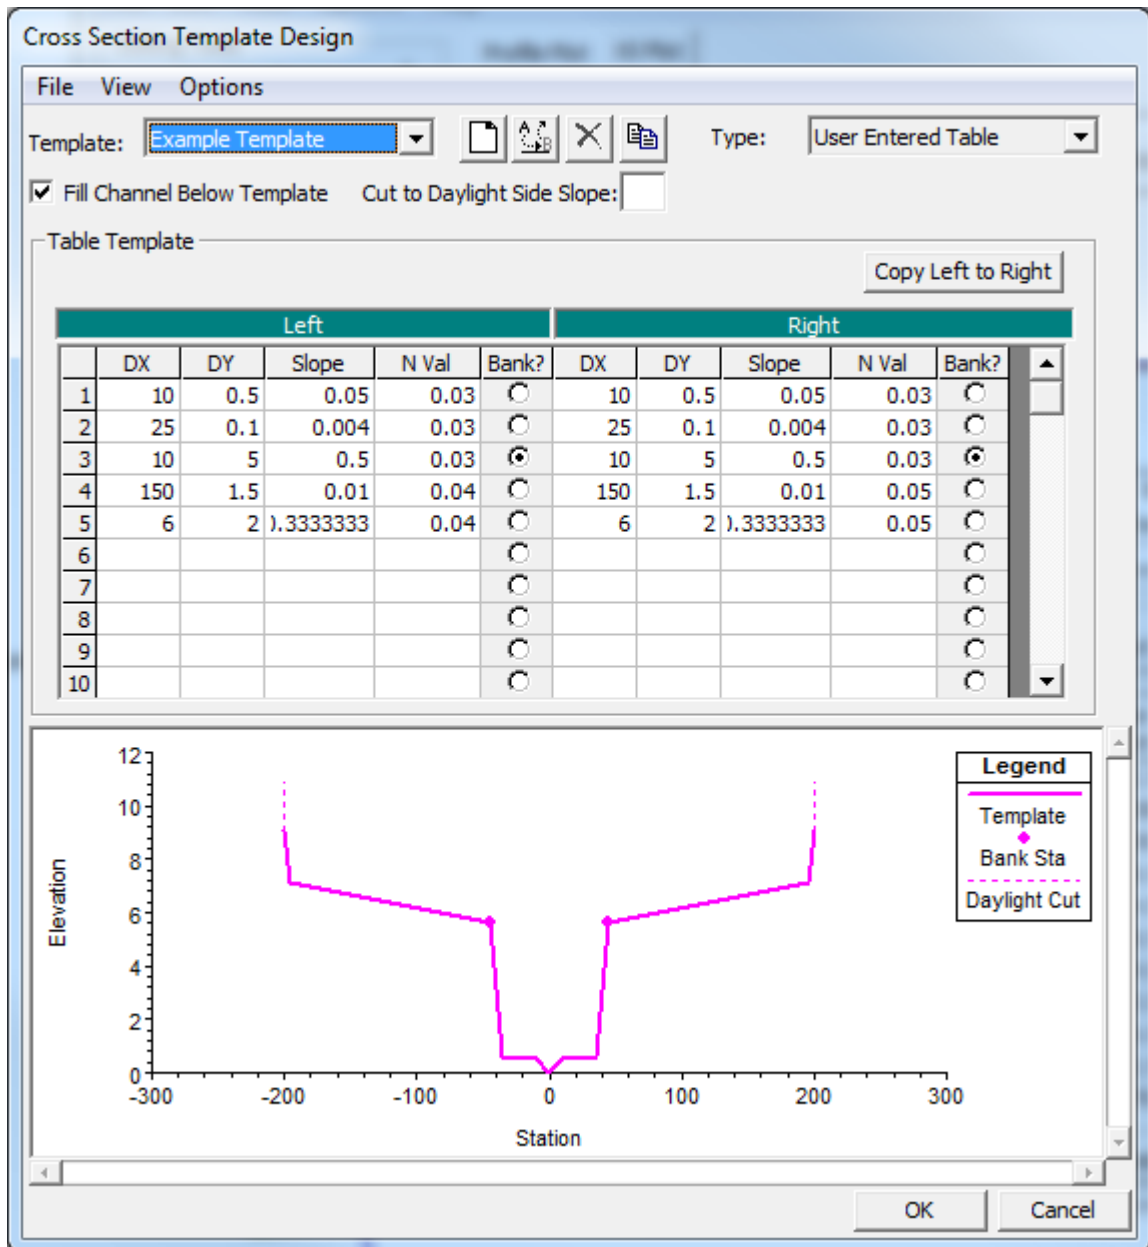 Cross Section Template Design
File View Options
Template: Example Template Type: User Entered Table
Fill Channel Below Template Cut to Daylight Side Slope:
Table Template
Copy Left to Right
Left Right
DX DY Slope N Val Bank? DX DY Slope N Val Bank?
1 10 0.5 0.05 0.03 10 0.5 0.05 0.03
2 25 0.1 0.004 0.03 25 0.1 0.004 0.03
3 10 5 0.5 0.03 10 5 0.5 0.03
4 150 1.5 0.01 0.04 150 1.5 0.01 0.05
5 6 2 0.3333333 0.04 6 2 0.3333333 0.05
6
7
8
9
10
12
10
8
6
4
2
0
Elevation
-300 -200 -100 0 100 200 300
Station
Legend
Template
Bank Sta
Daylight Cut
OK Cancel